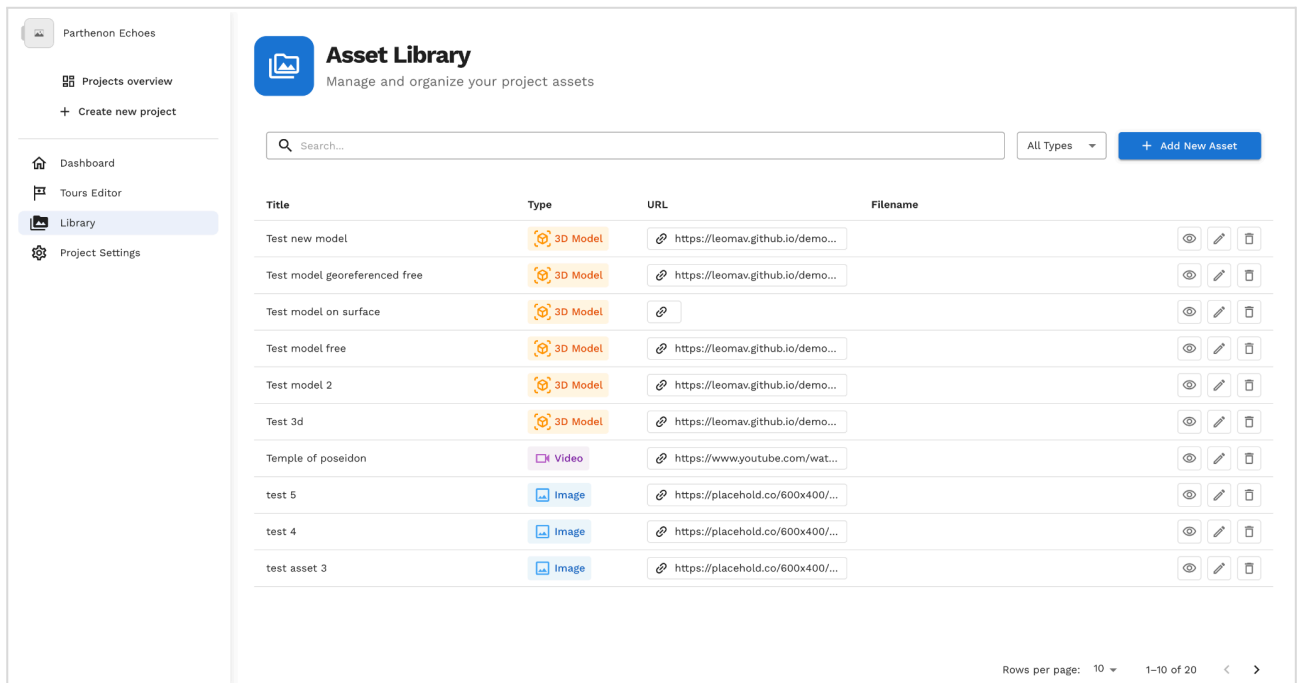 Parthenon Echoes
Projects overview
+ Create new project
Dashboard
Tours Editor
Library
Project Settings
Asset Library
Manage and organize your project assets
Search...
All Types
+ Add New Asset
Title Type URL Filename
Test new model 3D Model https://leomav.github.io/demo...
Test model georeferenced free 3D Model https://leomav.github.io/demo...
Test model on surface 3D Model
Test model free 3D Model https://leomav.github.io/demo...
Test model 2 3D Model https://leomav.github.io/demo...
Test 3d 3D Model https://leomav.github.io/demo...
Temple of poseidon Video https://www.youtube.com/wat...
test 5 Image https://placehold.co/600x400/...
test 4 Image https://placehold.co/600x400/...
test asset 3 Image https://placehold.co/600x400/...
Rows per page: 10 1–10 of 20